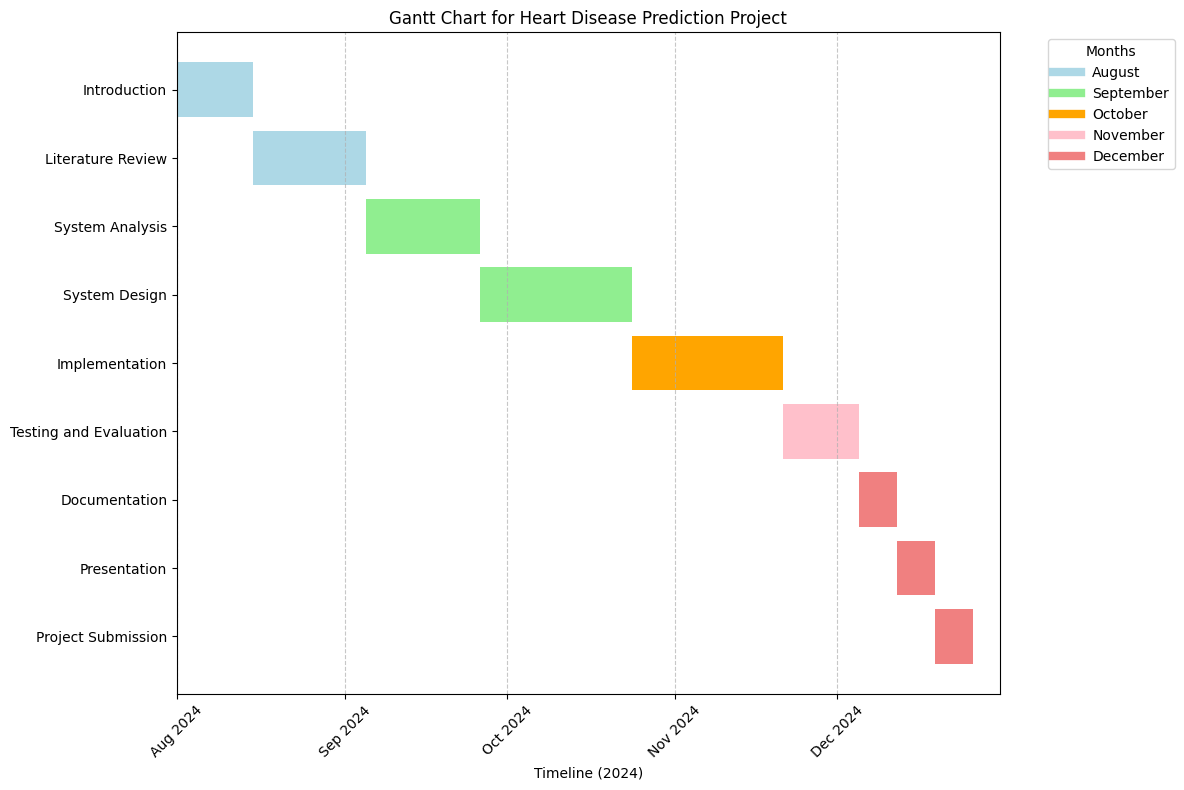 Gantt Chart for Heart Disease Prediction Project
Months
August
September
October
November
December
Introduction
Literature Review
System Analysis
System Design
Implementation
Testing and Evaluation
Documentation
Presentation
Project Submission
Aug 2024
Sep 2024
Oct 2024
Nov 2024
Dec 2024
Timeline (2024)